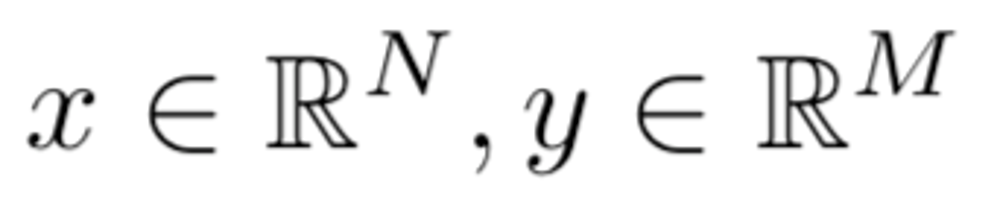 x ∈ ℝ^N, y ∈ ℝ^M